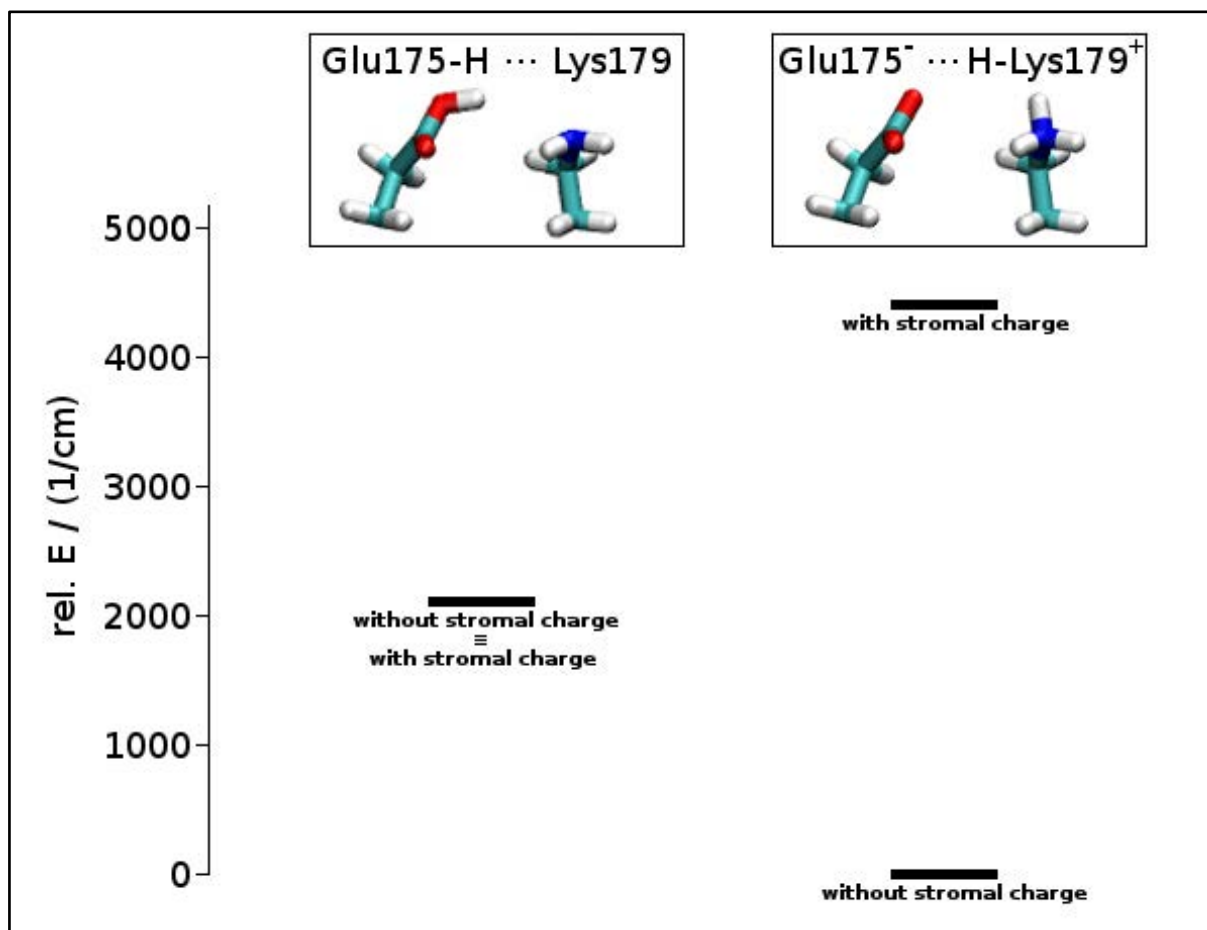 Glu175-H ··· Lys179
Glu175⁻ ··· H-Lys179⁺
5000
4000
3000
2000
1000
0
rel. E / (1/cm)
with stromal charge
without stromal charge
≡
with stromal charge
without stromal charge